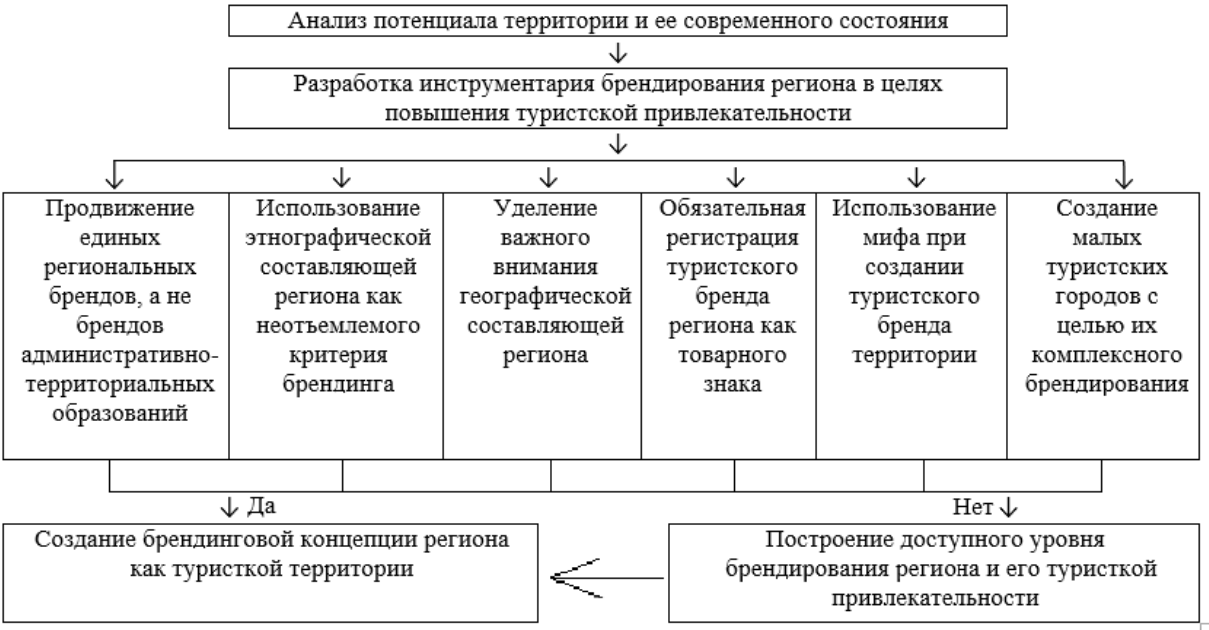 Анализ потенциала территории и ее современного состояния
Разработка инструментария брендирования региона в целях
повышения туристской привлекательности
Продвижение
единых
региональных
брендов, а не
брендов
административно-
территориальных
образований
Использование
этнографической
составляющей
региона как
неотъемлемого
критерия
брендинга
Уделение
важного
внимания
географической
составляющей
региона
Обязательная
регистрация
туристского
бренда
региона как
товарного
знака
Использование
мифа при
создании
туристского
бренда
территории
Создание
малых
туристских
городов с
целью их
комплексного
брендирования
Да
Нет
Создание брендинговой концепции региона
как туристкой территории
Построение доступного уровня
брендирования региона и его туристкой
привлекательности